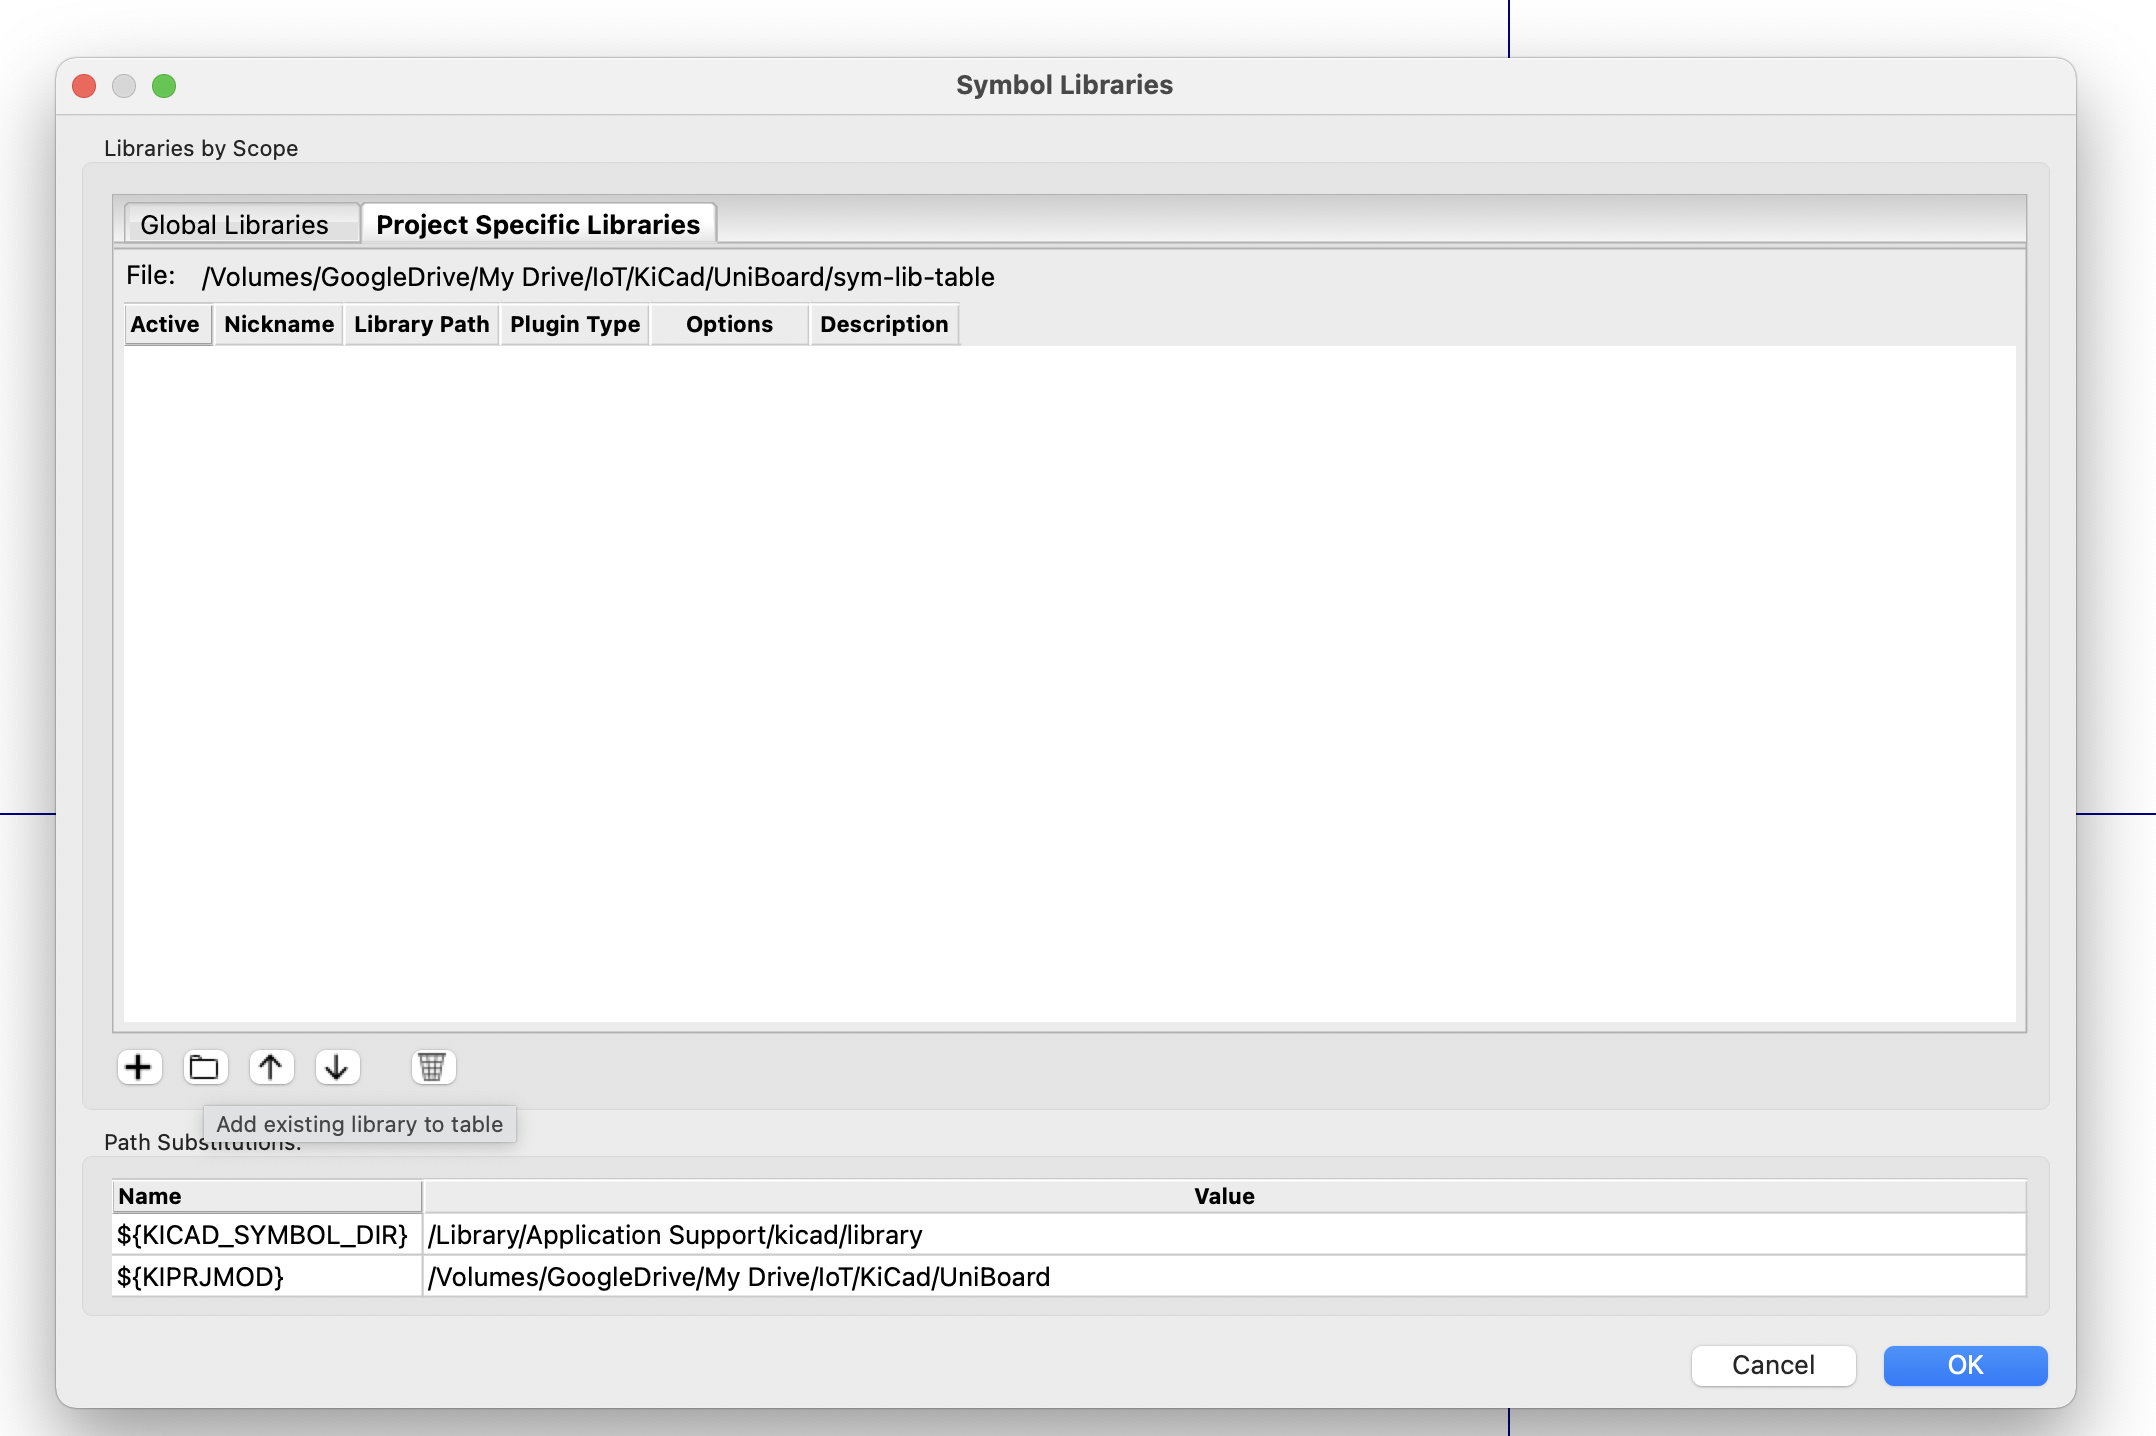 Symbol Libraries
Libraries by Scope
Global Libraries Project Specific Libraries
File: /Volumes/GoogleDrive/My Drive/IoT/KiCad/UniBoard/sym-lib-table
Active Nickname Library Path Plugin Type Options Description
Add existing library to table
Path Substitutions:
Name Value
${KICAD_SYMBOL_DIR} /Library/Application Support/kicad/library
${KIPRJMOD} /Volumes/GoogleDrive/My Drive/IoT/KiCad/UniBoard
Cancel OK